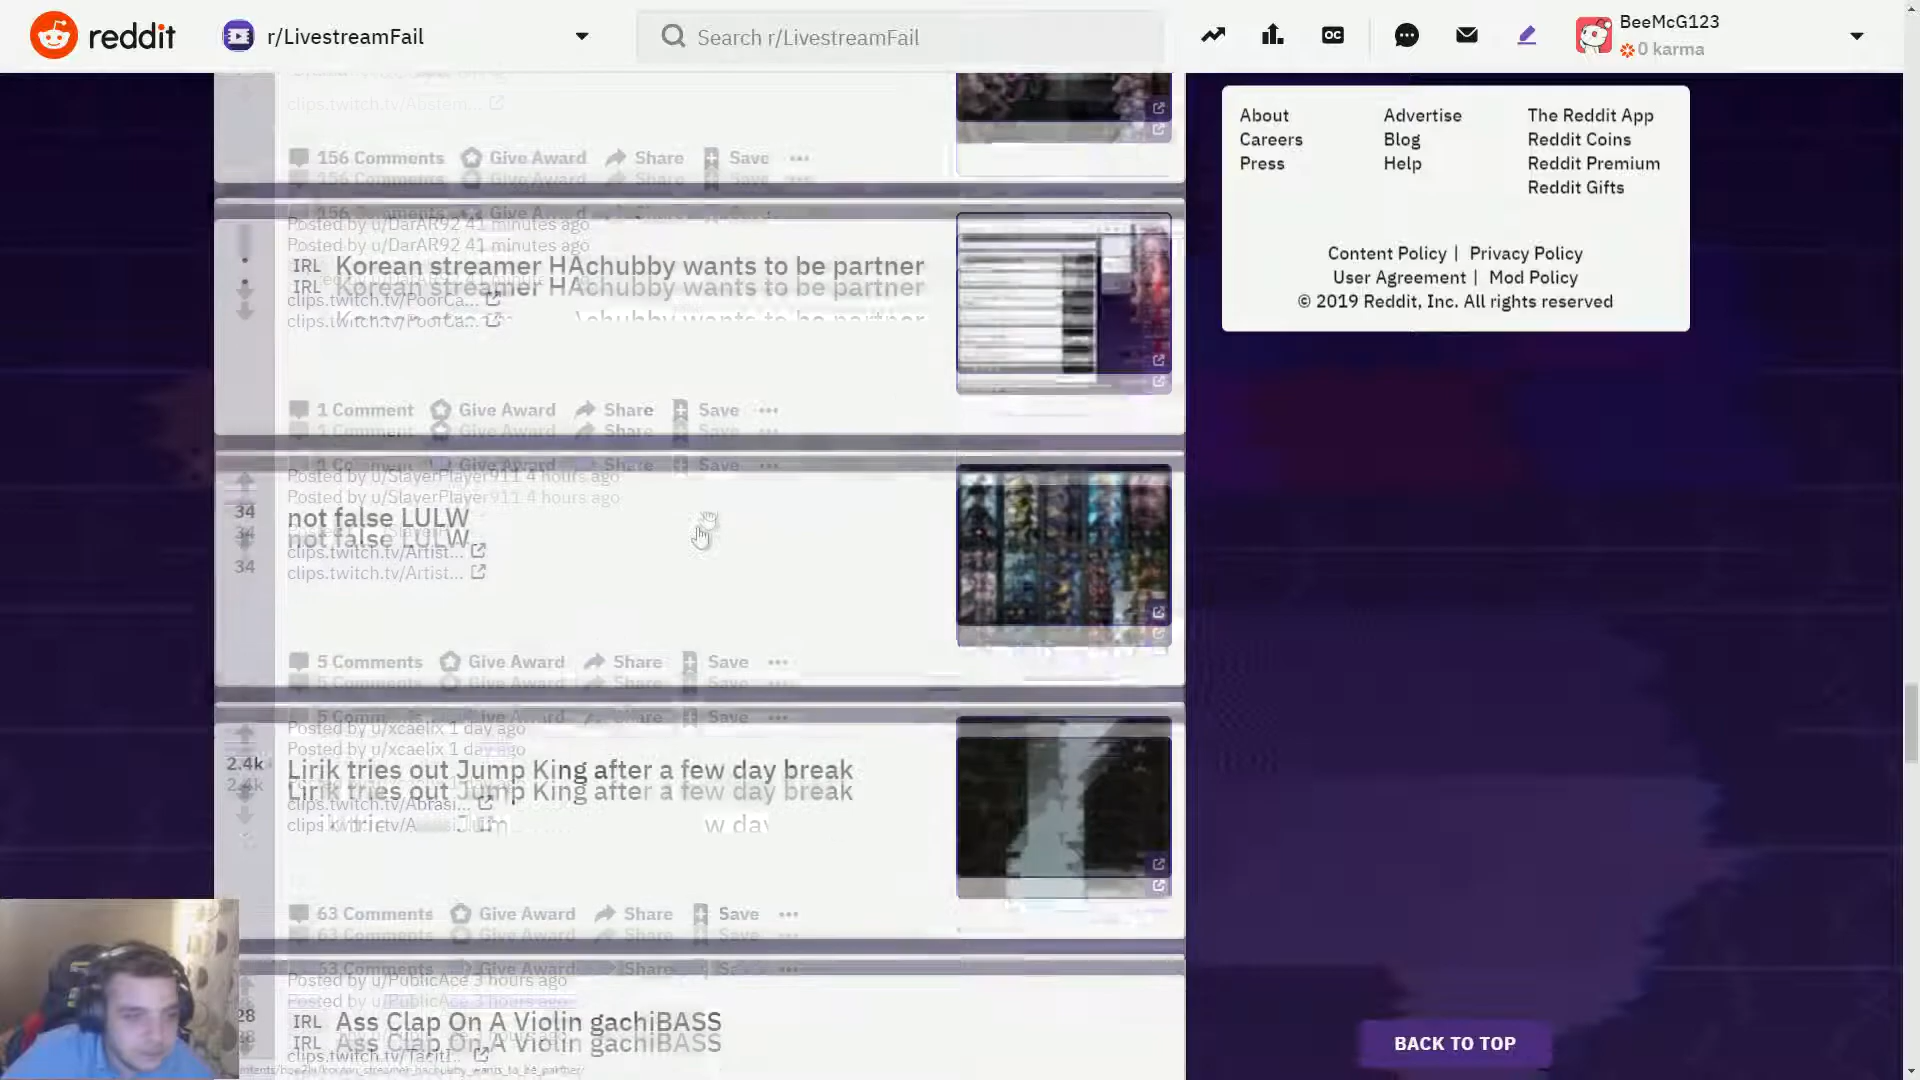 reddit
r/LivestreamFail
Search r/LivestreamFail
OC
BeeMcG123
0 karma
clips.twitch.tv/Abstem...
156 Comments Give Award Share Save
Posted by u/DarAR92 41 minutes ago
IRL Korean streamer HAchubby wants to be partner
clips.twitch.tv/PoorCa...
1 Comment Give Award Share Save
Posted by u/SlayerPlayer911 4 hours ago
34
not false LULW
clips.twitch.tv/Artist...
5 Comments Give Award Share Save
Posted by u/xcaelix 1 day ago
2.4k
Lirik tries out Jump King after a few day break
clips.twitch.tv/Abrasi...
63 Comments Give Award Share Save
Posted by u/PublicAce 3 hours ago
28
IRL Ass Clap On A Violin gachiBASS
clips.twitch.tv/Taciti...
About Advertise The Reddit App
Careers Blog Reddit Coins
Press Help Reddit Premium
Reddit Gifts
Content Policy | Privacy Policy
User Agreement | Mod Policy
© 2019 Reddit, Inc. All rights reserved
BACK TO TOP